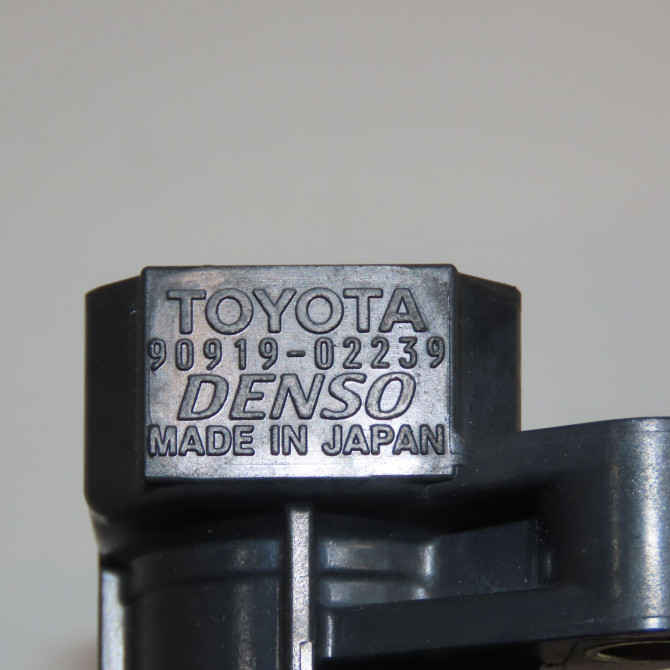 TOYOTA
90919-02239
DENSO
MADE IN JAPAN